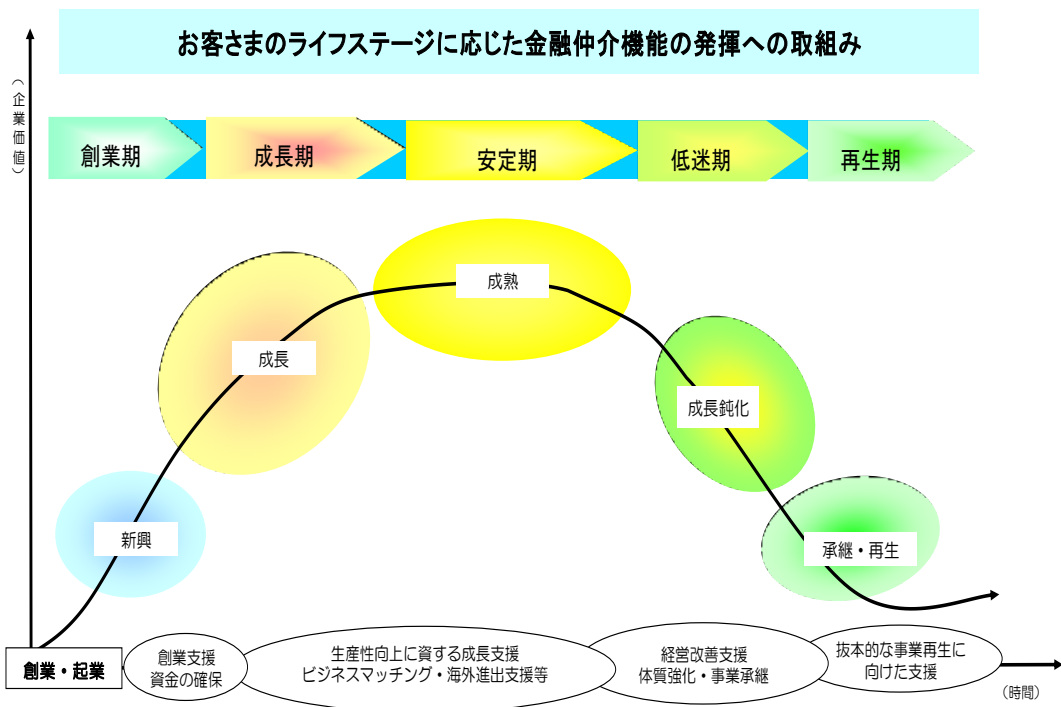 お客さまのライフステージに応じた金融仲介機能の発揮への取組み
（企業価値）
創業期
成長期
安定期
低迷期
再生期
成熟
成長
成長鈍化
新興
承継・再生
創業・起業
創業支援
資金の確保
生産性向上に資する成長支援
ビジネスマッチング・海外進出支援等
経営改善支援
体質強化・事業承継
抜本的な事業再生に
向けた支援
（時間）